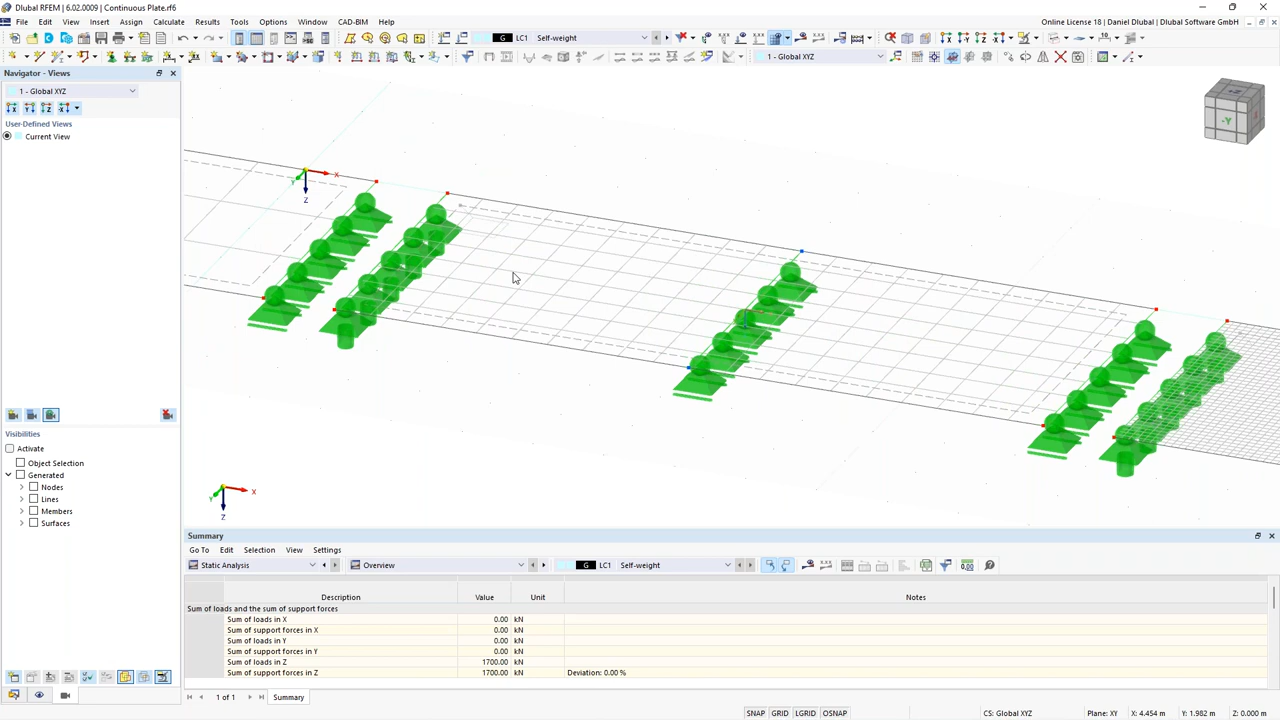 Dlubal RFEM | 6.02.0009 | Continuous Plate.rf6
File Edit View Insert Assign Calculate Results Tools Options Window CAD-BIM Help
Online License 18 | Daniel Dlubal | Dlubal Software GmbH
G LC1 Self-weight
1 - Global XYZ
Navigator - Views
1 - Global XYZ
User-Defined Views
Current View
Visibilities
Activate
Object Selection
Generated
Nodes
Lines
Members
Surfaces
X
Y
Z
-Y
X
Y
Z
Summary
Go To Edit Selection View Settings
Static Analysis Overview G LC1 Self-weight
Description Value Unit Notes
Sum of loads and the sum of support forces
Sum of loads in X 0.00 kN
Sum of support forces in X 0.00 kN
Sum of loads in Y 0.00 kN
Sum of support forces in Y 0.00 kN
Sum of loads in Z 1700.00 kN
Sum of support forces in Z 1700.00 kN Deviation: 0.00 %
1 of 1 Summary
SNAP GRID LGRID OSNAP CS: Global XYZ Plane: XY X: 4.454 m Y: 1.982 m Z: 0.000 m